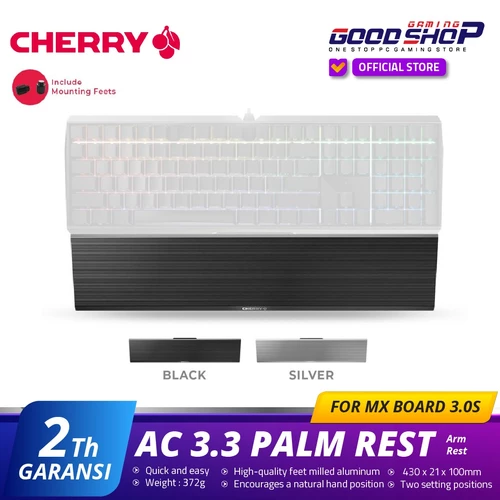 CHERRY
GAMING
GOODSHOP
ONE STOP PC GAMING STORE
OFFICIAL STORE
Include
Mounting Feets
CHERRY
BLACK
SILVER
FOR MX BOARD 3.0S
2Th
GARANSI
AC 3.3 PALM REST
Arm
Rest
• Quick and easy
• High-quality feet milled aluminum
• 430 x 21 x 100mm
• Weight : 372g
• Encourages a natural hand position
• Two setting positions